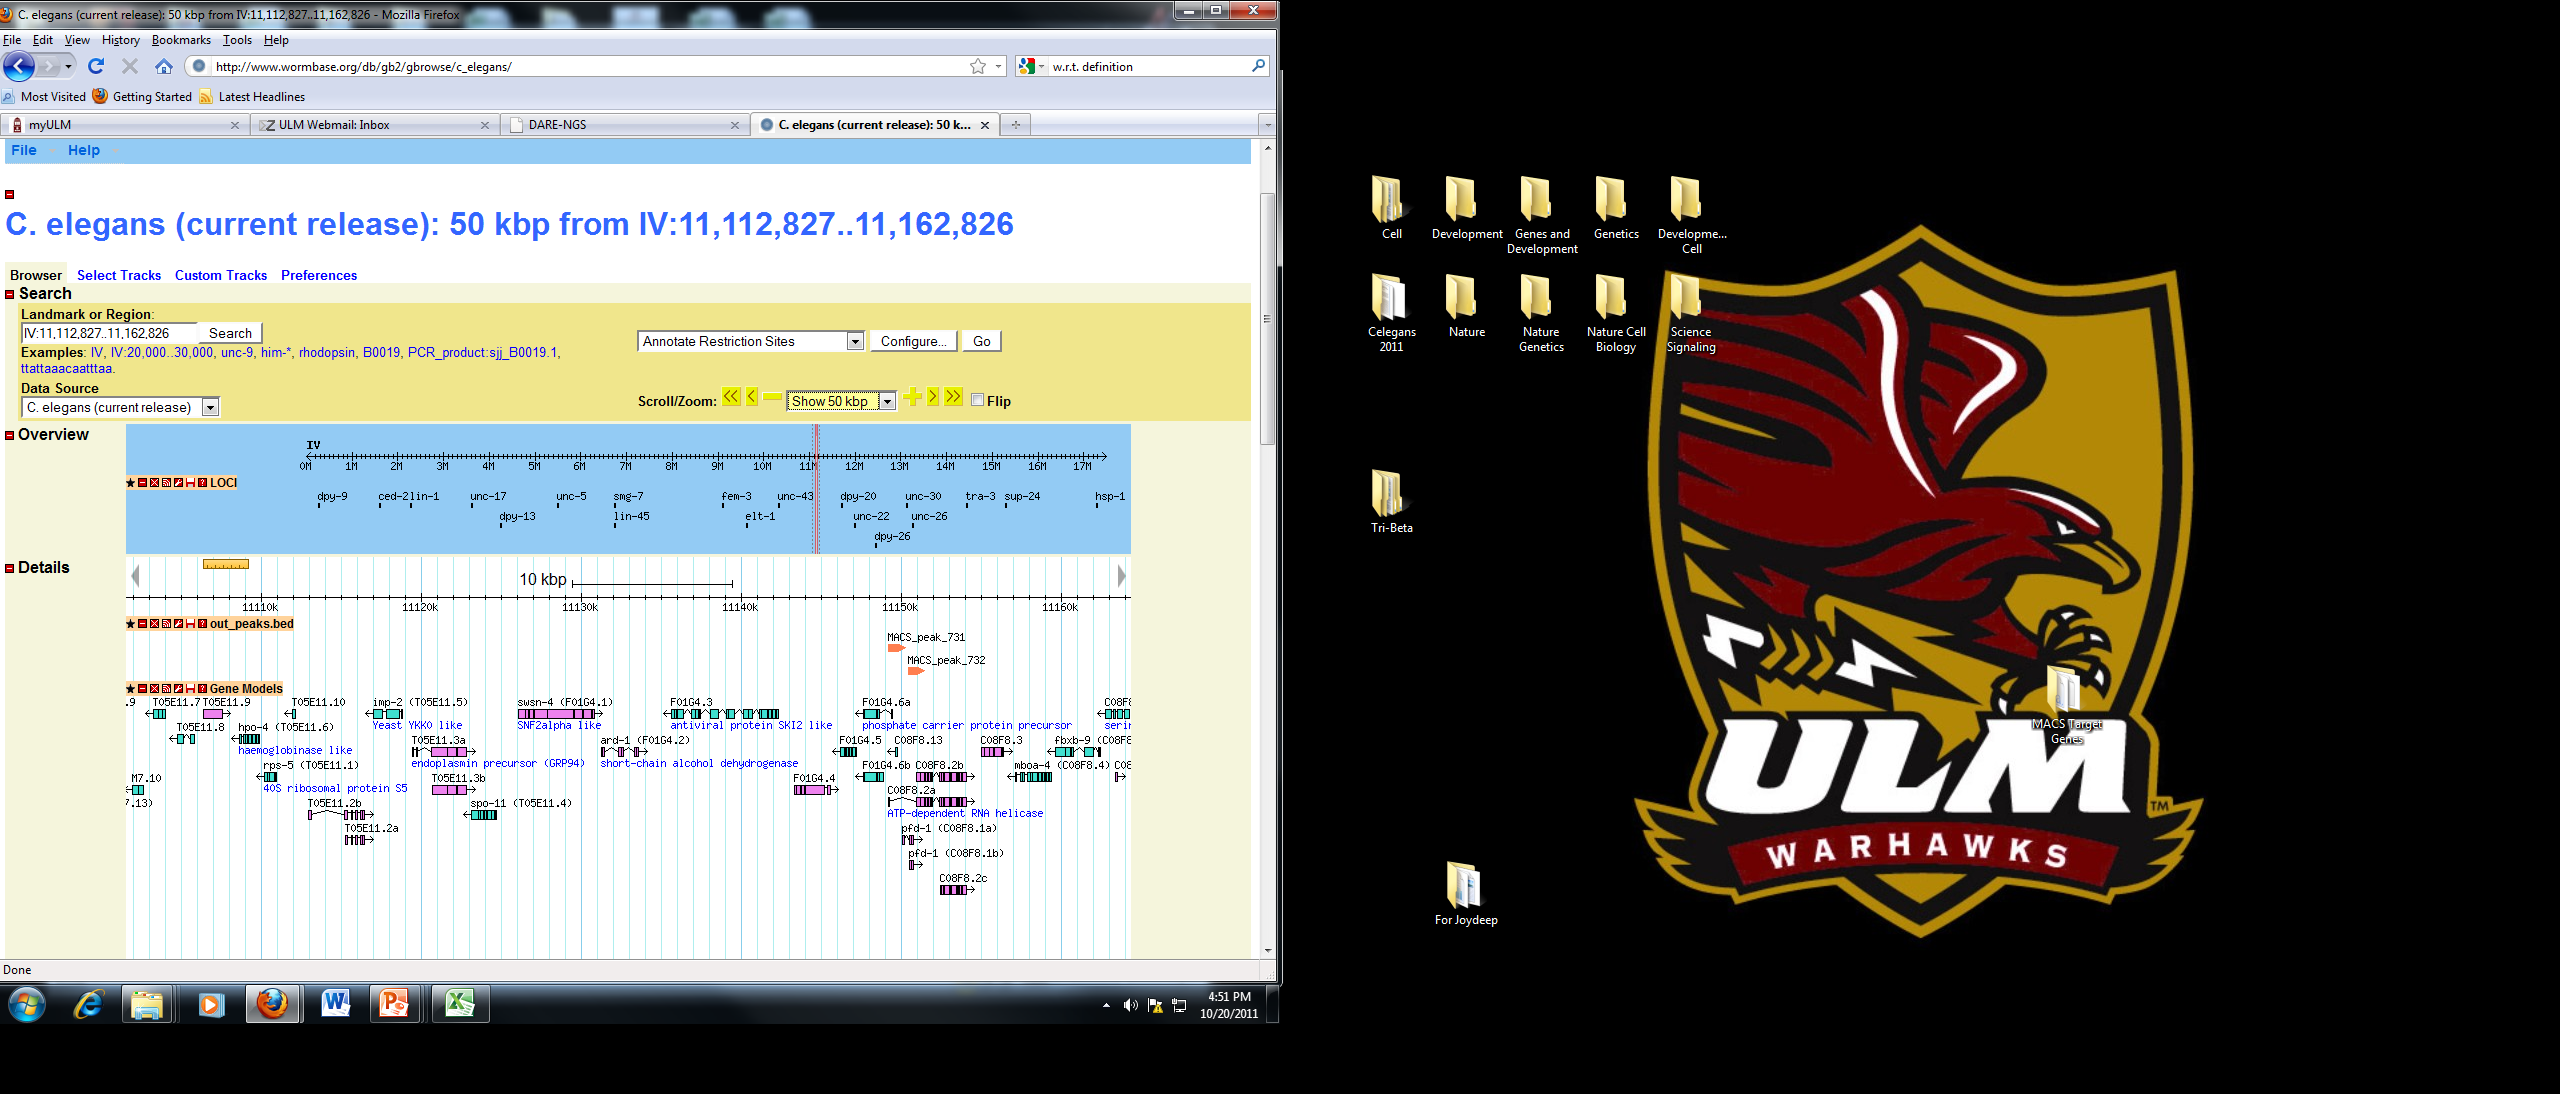 C. elegans (current release): 50 kbp from IV:11,112,827..11,162,826 - Mozilla Firefox
File Edit View History Bookmarks Tools Help
http://www.wormbase.org/db/gb2/gbrowse/c_elegans/
w.r.t. definition
Most Visited Getting Started Latest Headlines
myULM
ULM Webmail: Inbox
DARE-NGS
C. elegans (current release): 50 k...
File Help
C. elegans (current release): 50 kbp from IV:11,112,827..11,162,826
Browser Select Tracks Custom Tracks Preferences
Search
Landmark or Region:
IV:11,112,827..11,162,826 Search
Annotate Restriction Sites Configure... Go
Examples: IV, IV:20,000..30,000, unc-9, him-*, rhodopsin, B0019, PCR_product:sjj_B0019.1,
ttattaaacaatttaa.
Data Source
C. elegans (current release)
Scroll/Zoom: << < Show 50 kbp > >> Flip
Overview
IV
0M 1M 2M 3M 4M 5M 6M 7M 8M 9M 10M 11M 12M 13M 14M 15M 16M 17M
LOCI
dpy-9 ced-2 lin-1 unc-17 unc-5 smg-7 fem-3 unc-43 dpy-20 unc-30 tra-3 sup-24 hsp-1
dpy-13 lin-45 elt-1 unc-22 unc-26
dpy-26
Details
10 kbp
11110k 11120k 11130k 11140k 11150k 11160k
out_peaks.bed
MACS_peak_731
MACS_peak_732
Gene Models
.9 T05E11.7 T05E11.9 T05E11.10 imp-2 (T05E11.5) swsn-4 (F01G4.1) F01G4.3 F01G4.6a C08F8
Yeast YKK0 like SNF2alpha like antiviral protein SKI2 like phosphate carrier protein precursor serin
T05E11.8 hpo-4 (T05E11.6) T05E11.3a ard-1 (F01G4.2) F01G4.5 C08F8.13 C08F8.3 fbxb-9 (C08F8
haemoglobinase like
endoplasmin precursor (GRP94) short-chain alcohol dehydrogenase
rps-5 (T05E11.1) F01G4.6b C08F8.2b mboa-4 (C08F8.4) C08
M7.10 T05E11.3b F01G4.4
40S ribosomal protein S5 C08F8.2a
7.13) T05E11.2b spo-11 (T05E11.4)
ATP-dependent RNA helicase
T05E11.2a pfd-1 (C08F8.1a)
pfd-1 (C08F8.1b)
C08F8.2c
Done
4:51 PM
10/20/2011
Cell
Development
Genes and
Development
Genetics
Developme...
Cell
Celegans
2011
Nature
Nature
Genetics
Nature Cell
Biology
Science
Signaling
Tri-Beta
MACS Target
Genes
For Joydeep
ULM
TM
WARHAWKS